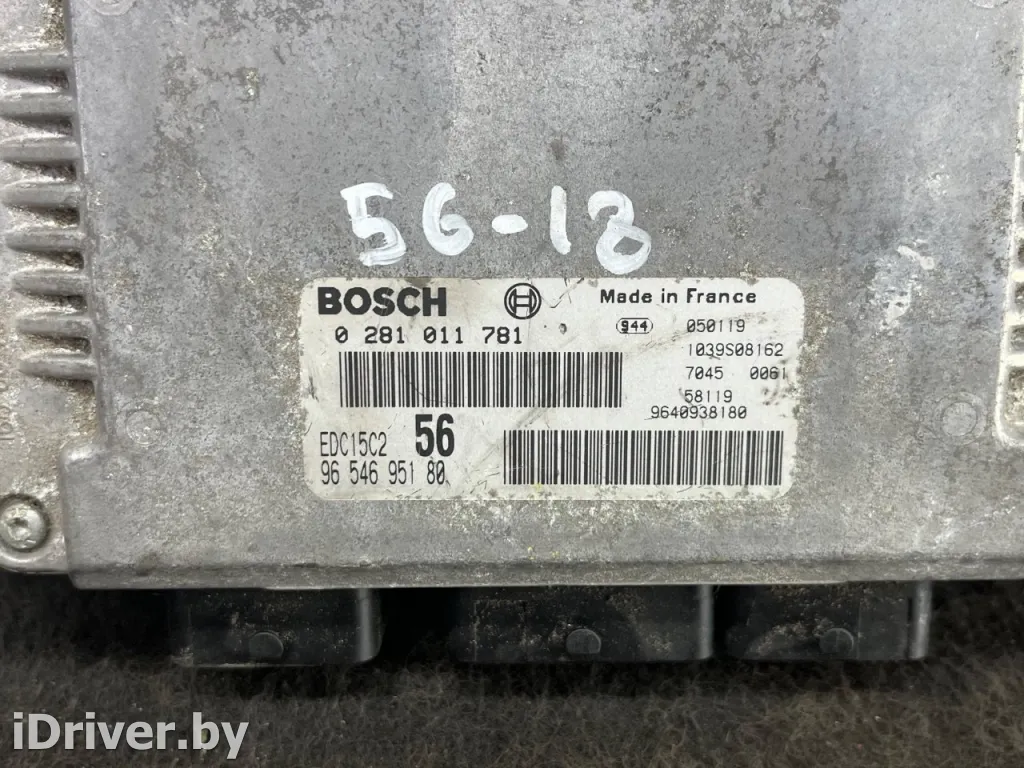 56-18
BOSCH
Made in France
0 281 011 781
944
050119
1039S08162
7045 0061
58119
9640938180
EDC15C2 56
96 546 951 80
iDriver.by